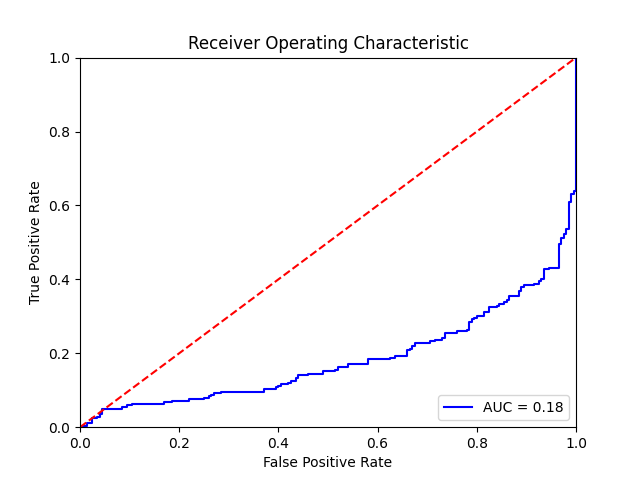 Receiver Operating Characteristic
True Positive Rate
1.0
0.8
0.6
0.4
0.2
0.0
AUC = 0.18
0.0 0.2 0.4 0.6 0.8 1.0
False Positive Rate